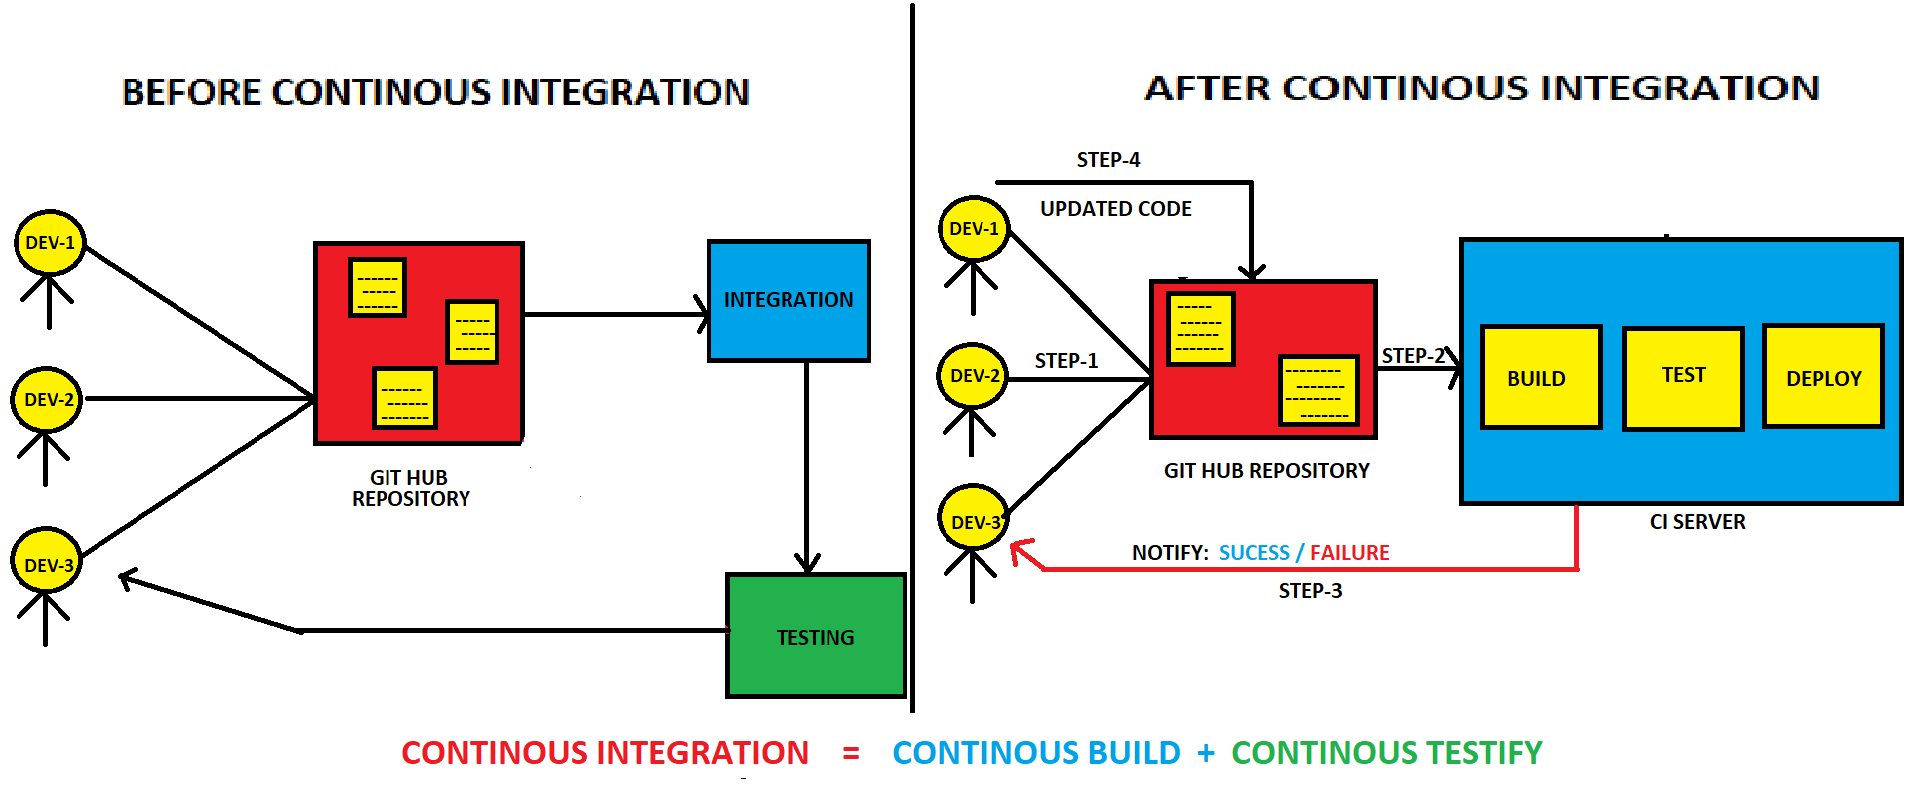 BEFORE CONTINOUS INTEGRATION
DEV-1
DEV-2
DEV-3
GIT HUB
REPOSITORY
INTEGRATION
TESTING
AFTER CONTINOUS INTEGRATION
STEP-4
UPDATED CODE
DEV-1
DEV-2
DEV-3
STEP-1
GIT HUB REPOSITORY
STEP-2
BUILD
TEST
DEPLOY
CI SERVER
NOTIFY: SUCESS / FAILURE
STEP-3
CONTINOUS INTEGRATION = CONTINOUS BUILD + CONTINOUS TESTIFY